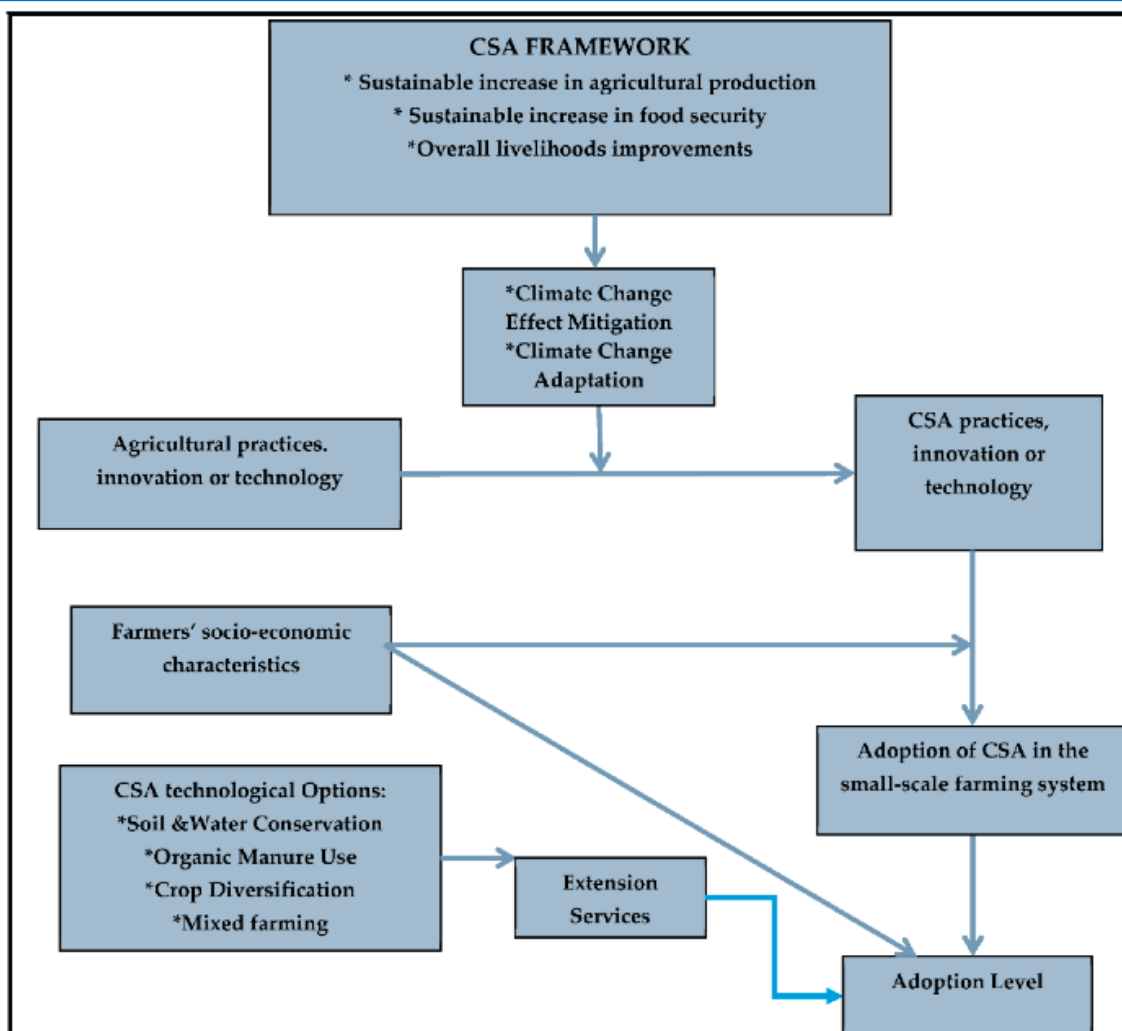 CSA FRAMEWORK
* Sustainable increase in agricultural production
* Sustainable increase in food security
*Overall livelihoods improvements
*Climate Change
Effect Mitigation
*Climate Change
Adaptation
Agricultural practices.
innovation or technology
CSA practices,
innovation or
technology
Farmers' socio-economic
characteristics
Adoption of CSA in the
small-scale farming system
CSA technological Options:
*Soil &Water Conservation
*Organic Manure Use
*Crop Diversification
*Mixed farming
Extension
Services
Adoption Level